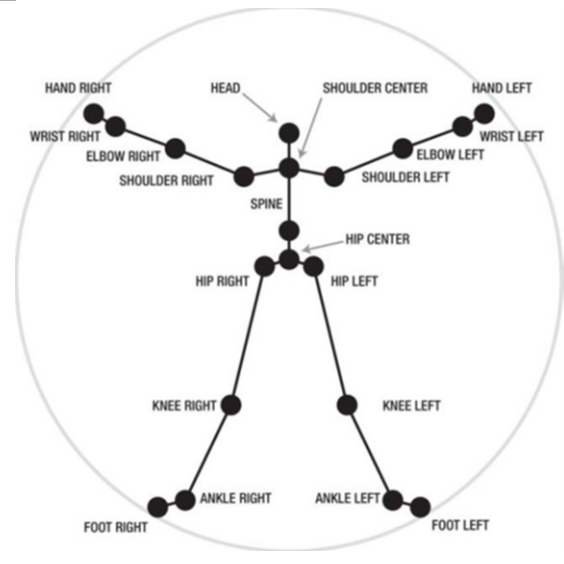 HAND RIGHT
HEAD
SHOULDER CENTER
HAND LEFT
WRIST RIGHT
WRIST LEFT
ELBOW RIGHT
ELBOW LEFT
SHOULDER RIGHT
SHOULDER LEFT
SPINE
HIP CENTER
HIP RIGHT
HIP LEFT
KNEE RIGHT
KNEE LEFT
ANKLE RIGHT
ANKLE LEFT
FOOT RIGHT
FOOT LEFT